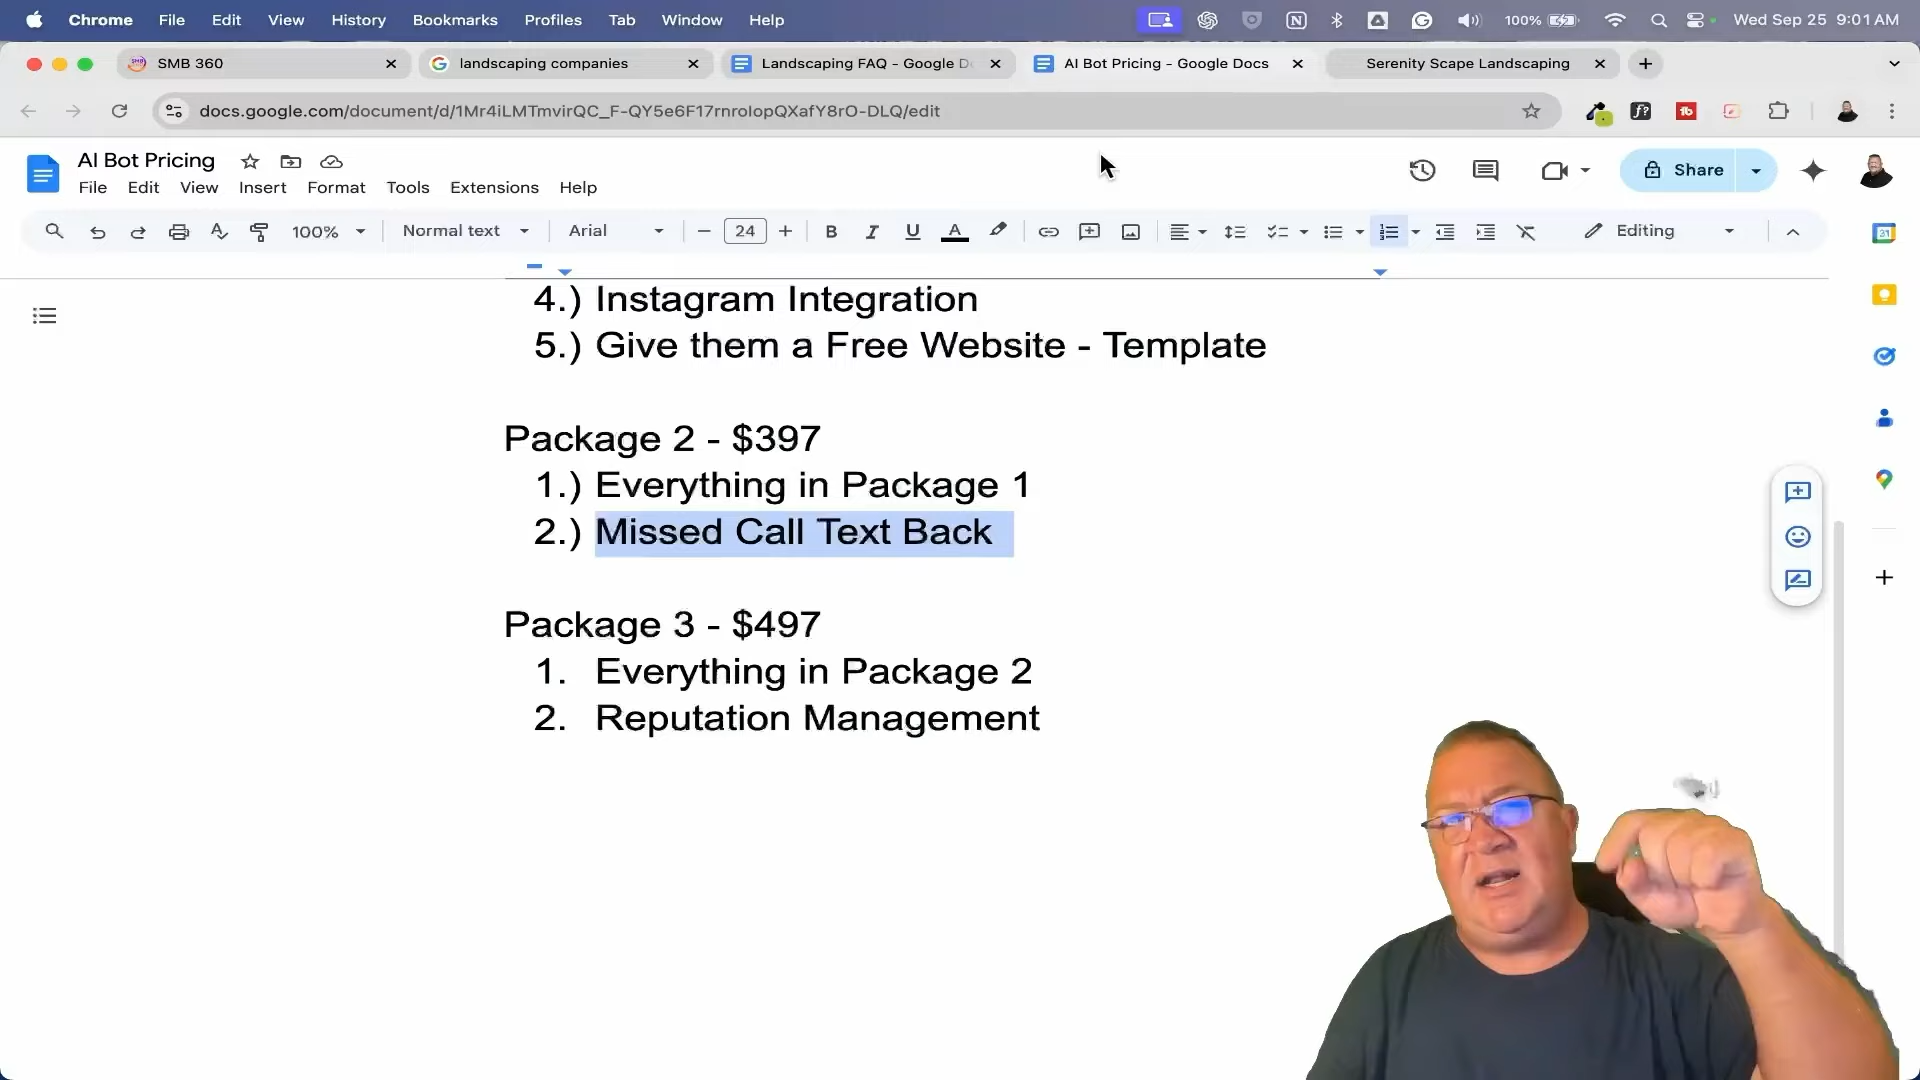 Chrome File Edit View History Bookmarks Profiles Tab Window Help 100% Wed Sep 25 9:01 AM
SMB 360 landscaping companies Landscaping FAQ - Google D AI Bot Pricing - Google Docs Serenity Scape Landscaping
docs.google.com/document/d/1Mr4iLMTmvirQC_F-QY5e6F17rnroIopQXafY8rO-DLQ/edit
AI Bot Pricing
File Edit View Insert Format Tools Extensions Help
Share
100% Normal text Arial 24 Editing
4.) Instagram Integration
5.) Give them a Free Website - Template
Package 2 - $397
1.) Everything in Package 1
2.) Missed Call Text Back
Package 3 - $497
1. Everything in Package 2
2. Reputation Management